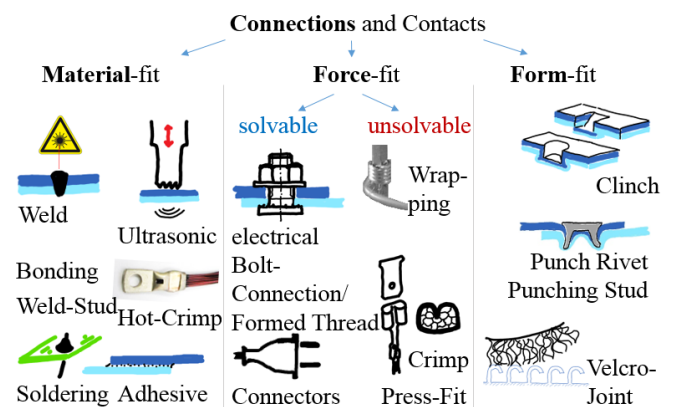 Connections and Contacts
Material-fit
Force-fit
Form-fit
solvable
unsolvable
Weld
Ultrasonic
Bonding
Weld-Stud
Hot-Crimp
Soldering
Adhesive
electrical
Bolt-
Connection/
Formed Thread
Connectors
Wrap-
ping
Crimp
Press-Fit
Clinch
Punch Rivet
Punching Stud
Velcro-
Joint